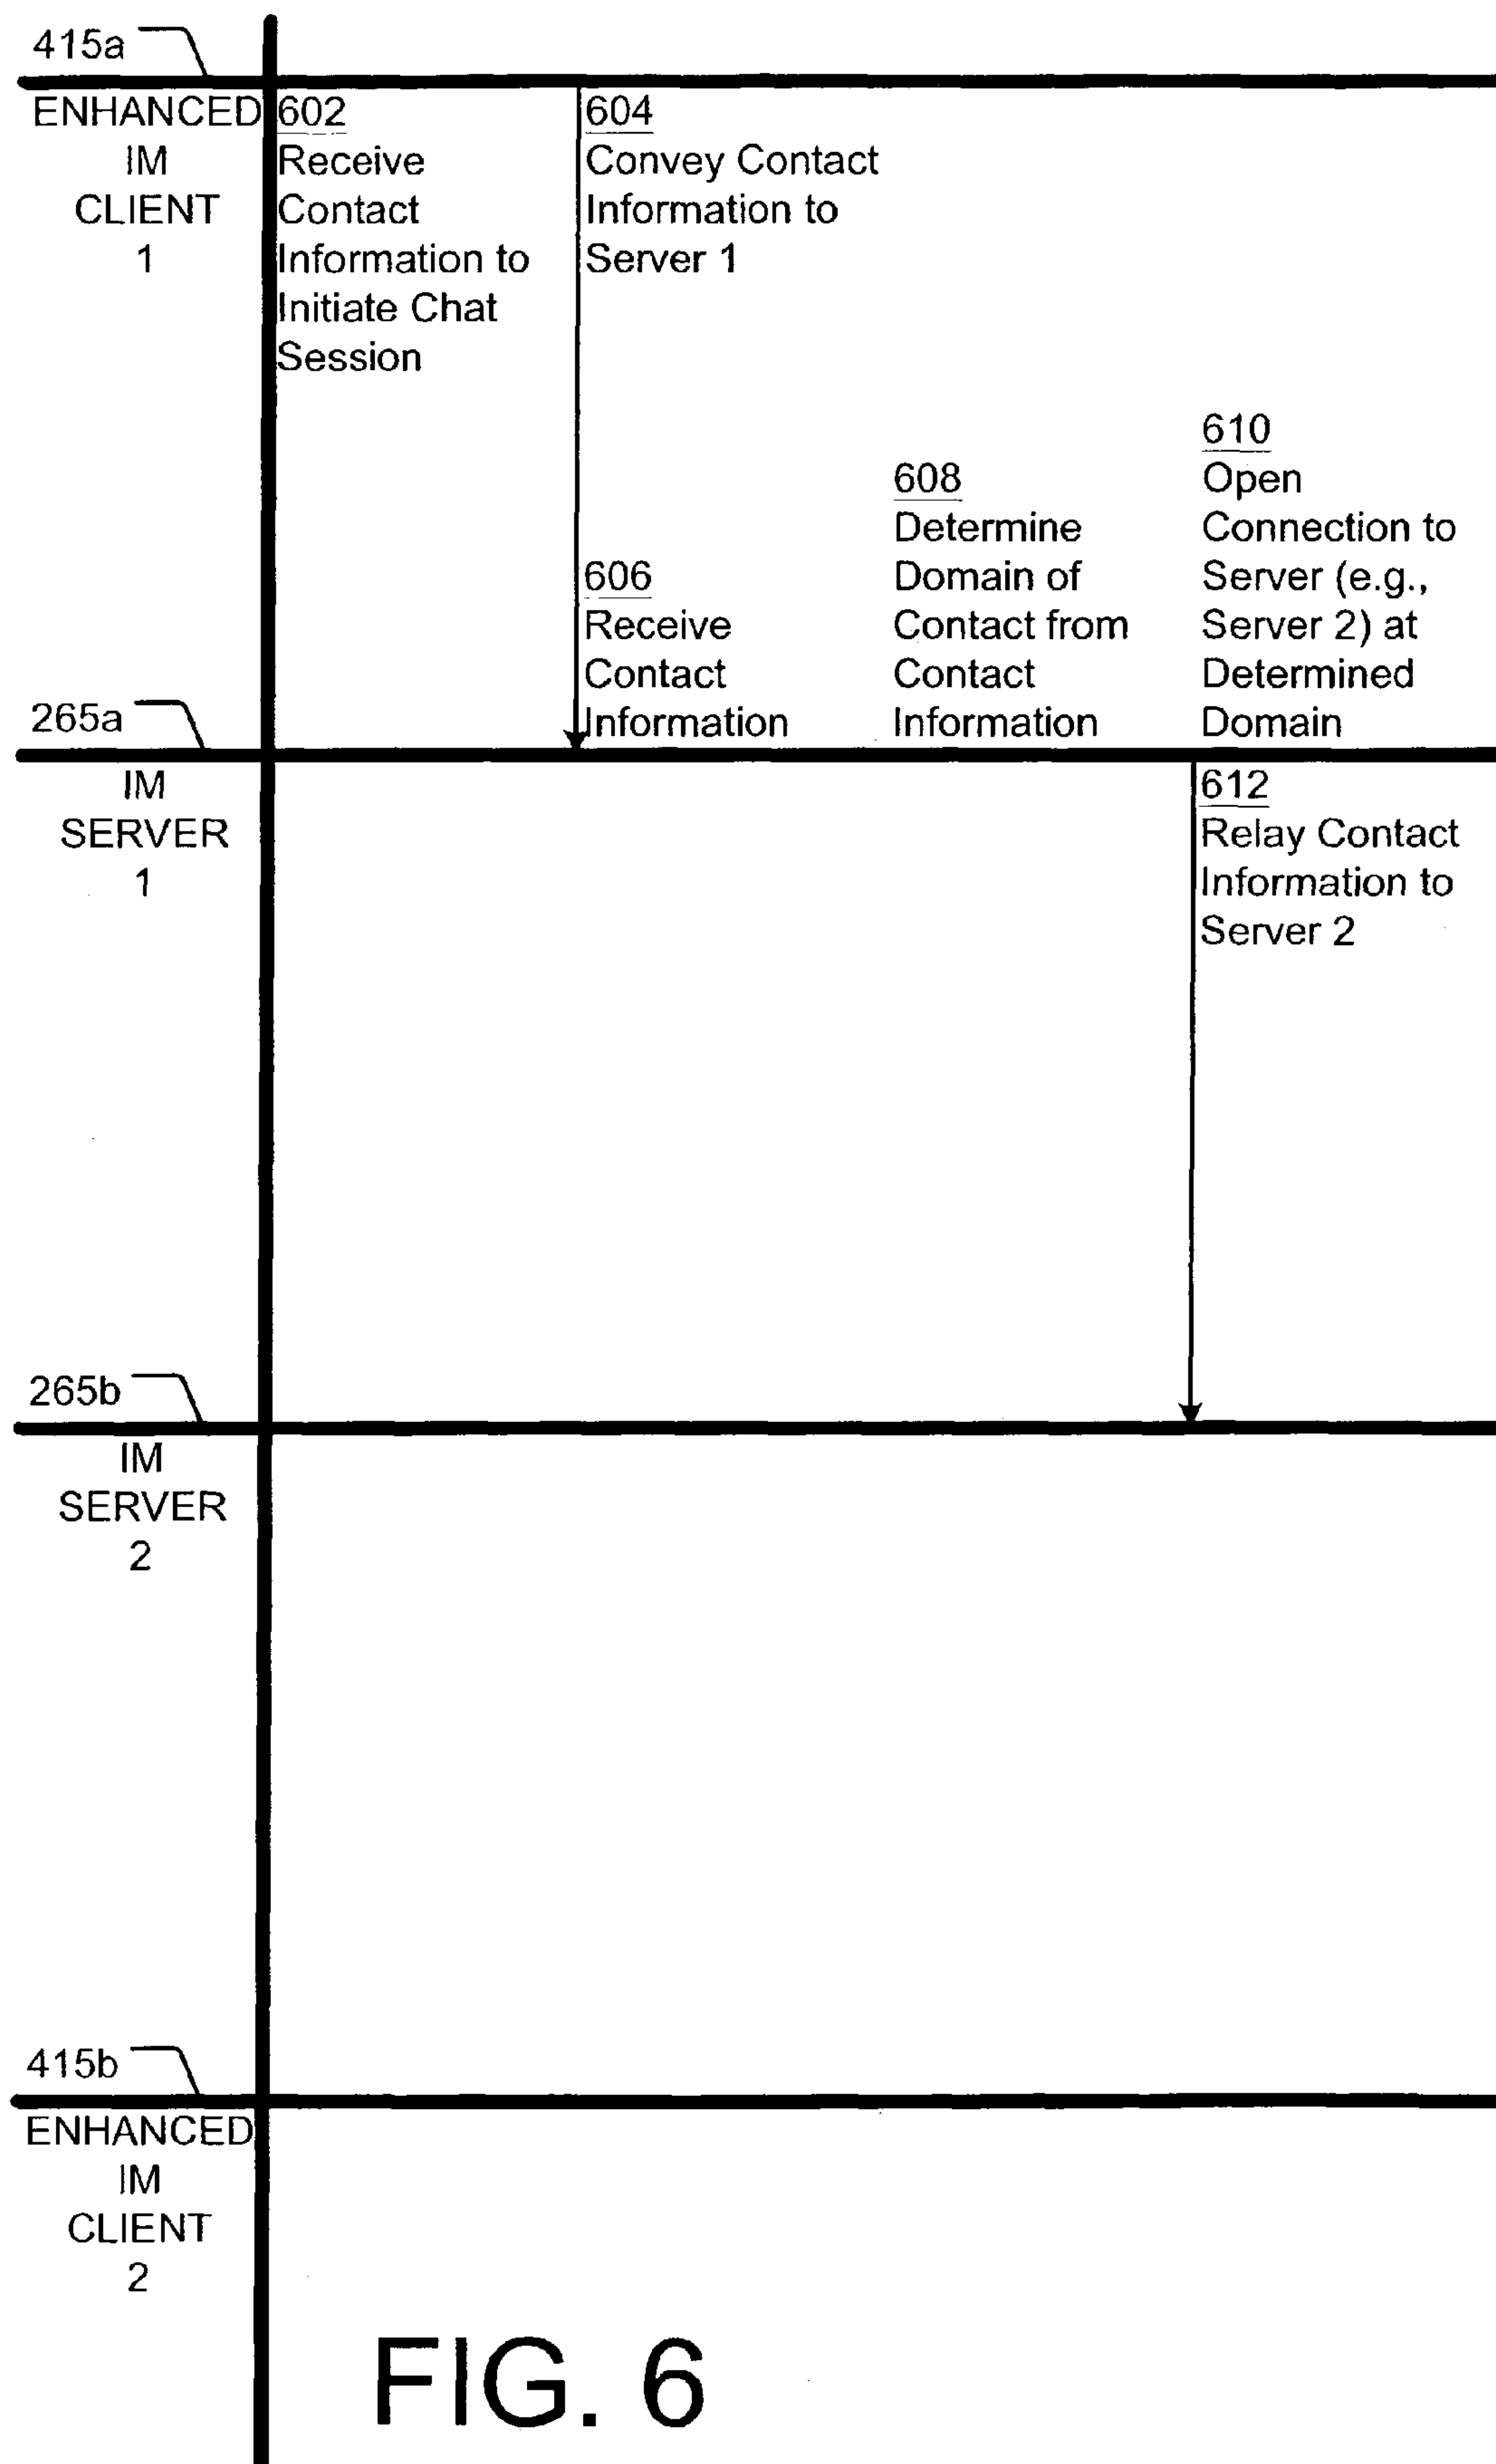 415a
ENHANCED
IM
CLIENT
1
602
Receive
Contact
Information to
Initiate Chat
Session
604
Convey Contact
Information to
Server 1
606
Receive
Contact
Information
608
Determine
Domain of
Contact from
Contact
Information
610
Open
Connection to
Server (e.g.,
Server 2) at
Determined
Domain
265a
IM
SERVER
1
612
Relay Contact
Information to
Server 2
265b
IM
SERVER
2
415b
ENHANCED
IM
CLIENT
2
FIG. 6